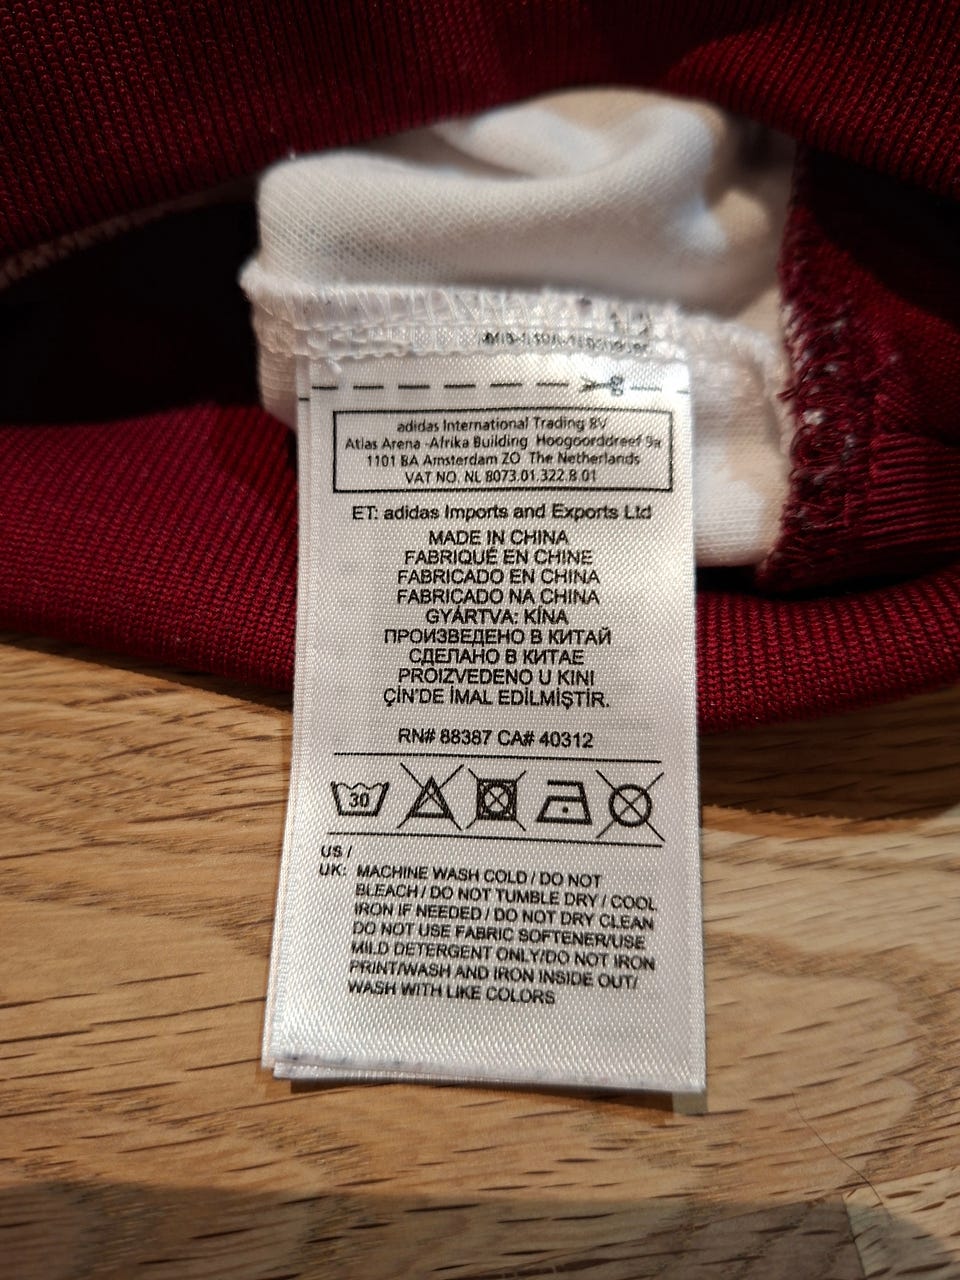 adidas International Trading BV
Atlas Arena -Afrika Building Hoogoorddreef 9a
1101 BA Amsterdam ZO The Netherlands
VAT NO. NL 8073.01.322.B.01
ET: adidas Imports and Exports Ltd
MADE IN CHINA
FABRIQUÉ EN CHINE
FABRICADO EN CHINA
FABRICADO NA CHINA
GYÁRTVA: KÍNA
ПРОИЗВЕДЕНО В КИТАЙ
СДЕЛАНО В КИТАЕ
PROIZVEDENO U KINI
ÇİN'DE İMAL EDİLMİŞTİR.
RN# 88387 CA# 40312
30
US /
UK: MACHINE WASH COLD / DO NOT
BLEACH / DO NOT TUMBLE DRY / COOL
IRON IF NEEDED / DO NOT DRY CLEAN
DO NOT USE FABRIC SOFTENER/USE
MILD DETERGENT ONLY/DO NOT IRON
PRINT/WASH AND IRON INSIDE OUT/
WASH WITH LIKE COLORS